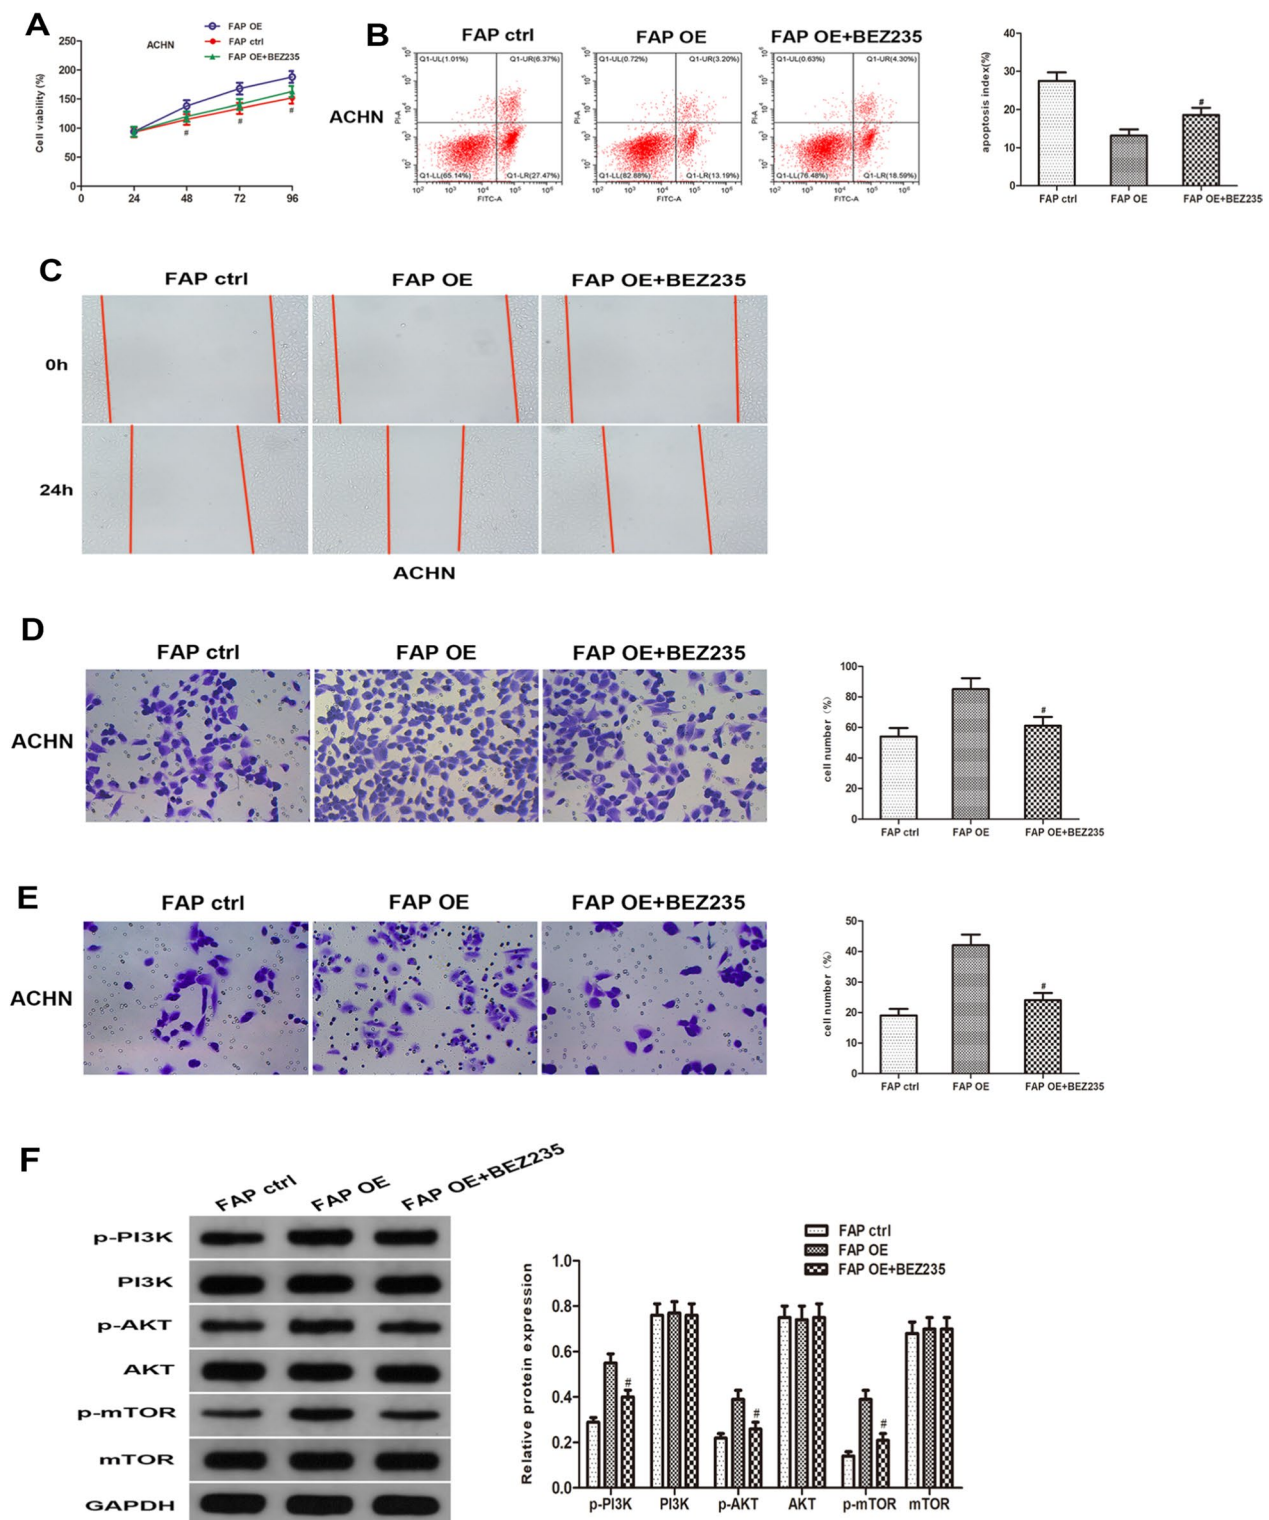 A
ACHN
FAP OE
FAP ctrl
FAP OE+BEZ235
Cell viability (%)
250
200
150
100
50
0
0 24 48 72 96
# # #
B
FAP ctrl FAP OE FAP OE+BEZ235
ACHN
Q1-UL(1.01%) Q1-UR(6.37%)
Q1-LL(65.14%) Q1-LR(27.47%)
PI-A
FITC-A
Q1-UL(0.72%) Q1-UR(3.20%)
Q1-LL(82.88%) Q1-LR(13.19%)
PI-A
FITC-A
Q1-UL(0.63%) Q1-UR(4.30%)
Q1-LL(76.48%) Q1-LR(18.59%)
PI-A
FITC-A
apoptosis index(%)
40
30
20
10
0
#
FAP ctrl FAP OE FAP OE+BEZ235
C
FAP ctrl FAP OE FAP OE+BEZ235
0h
24h
ACHN
D
FAP ctrl FAP OE FAP OE+BEZ235
ACHN
cell number (%)
100
80
60
40
20
0
#
FAP ctrl FAP OE FAP OE+BEZ235
E
FAP ctrl FAP OE FAP OE+BEZ235
ACHN
cell number (%)
50
40
30
20
10
0
#
FAP ctrl FAP OE FAP OE+BEZ235
F
FAP ctrl FAP OE FAP OE+BEZ235
p-PI3K
PI3K
p-AKT
AKT
p-mTOR
mTOR
GAPDH
FAP ctrl
FAP OE
FAP OE+BEZ235
Relative protein expression
1.0
0.8
0.6
0.4
0.2
0.0
# # #
p-PI3K PI3K p-AKT AKT p-mTOR mTOR